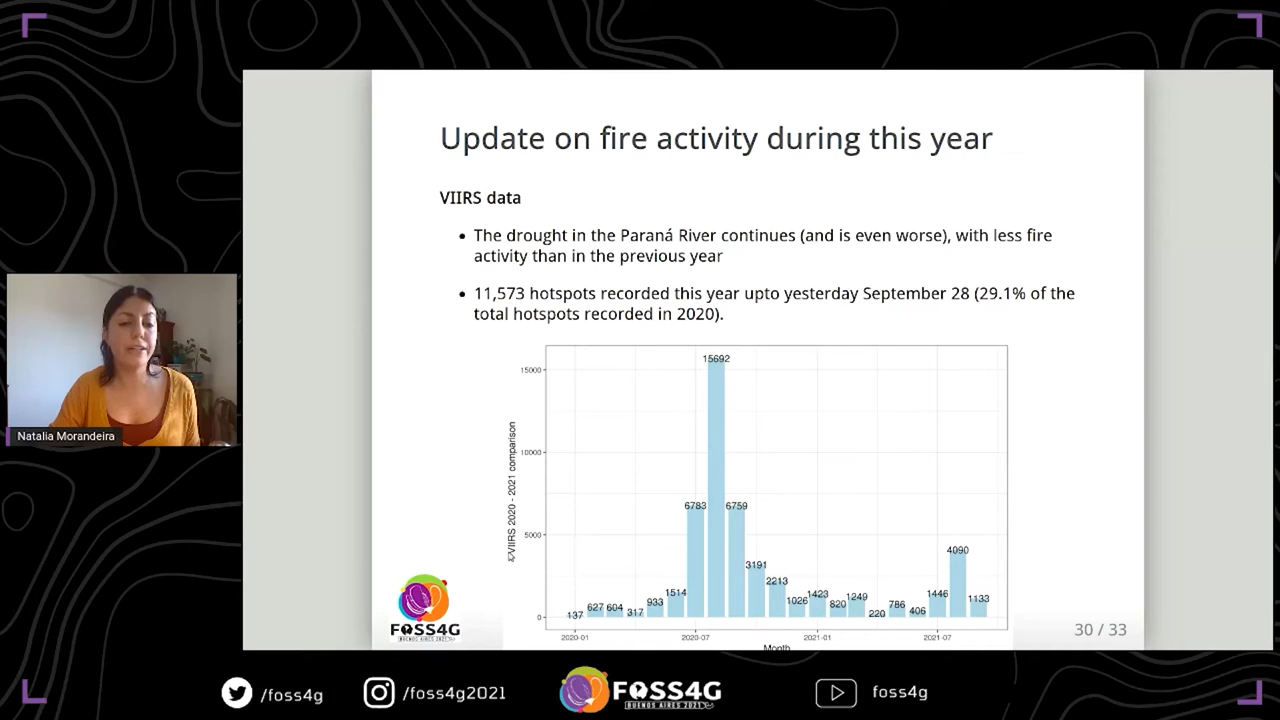 Update on fire activity during this year
VIIRS data
The drought in the Paraná River continues (and is even worse), with less fire
activity than in the previous year
11,573 hotspots recorded this year upto yesterday September 28 (29.1% of the
total hotspots recorded in 2020).
VIIRS 2020 - 2021 comparison
15000
10000
5000
0
137
627
604
317
933
1514
6783
15692
6759
3191
2213
1026
1423
820
1249
220
786
406
1446
4090
1133
2020-01
2020-07
2021-01
2021-07
Month
Natalia Morandeira
FOSS4G
BUENOS AIRES 2021
30 / 33
/foss4g
/foss4g2021
FOSS4G
BUENOS AIRES 2021
foss4g